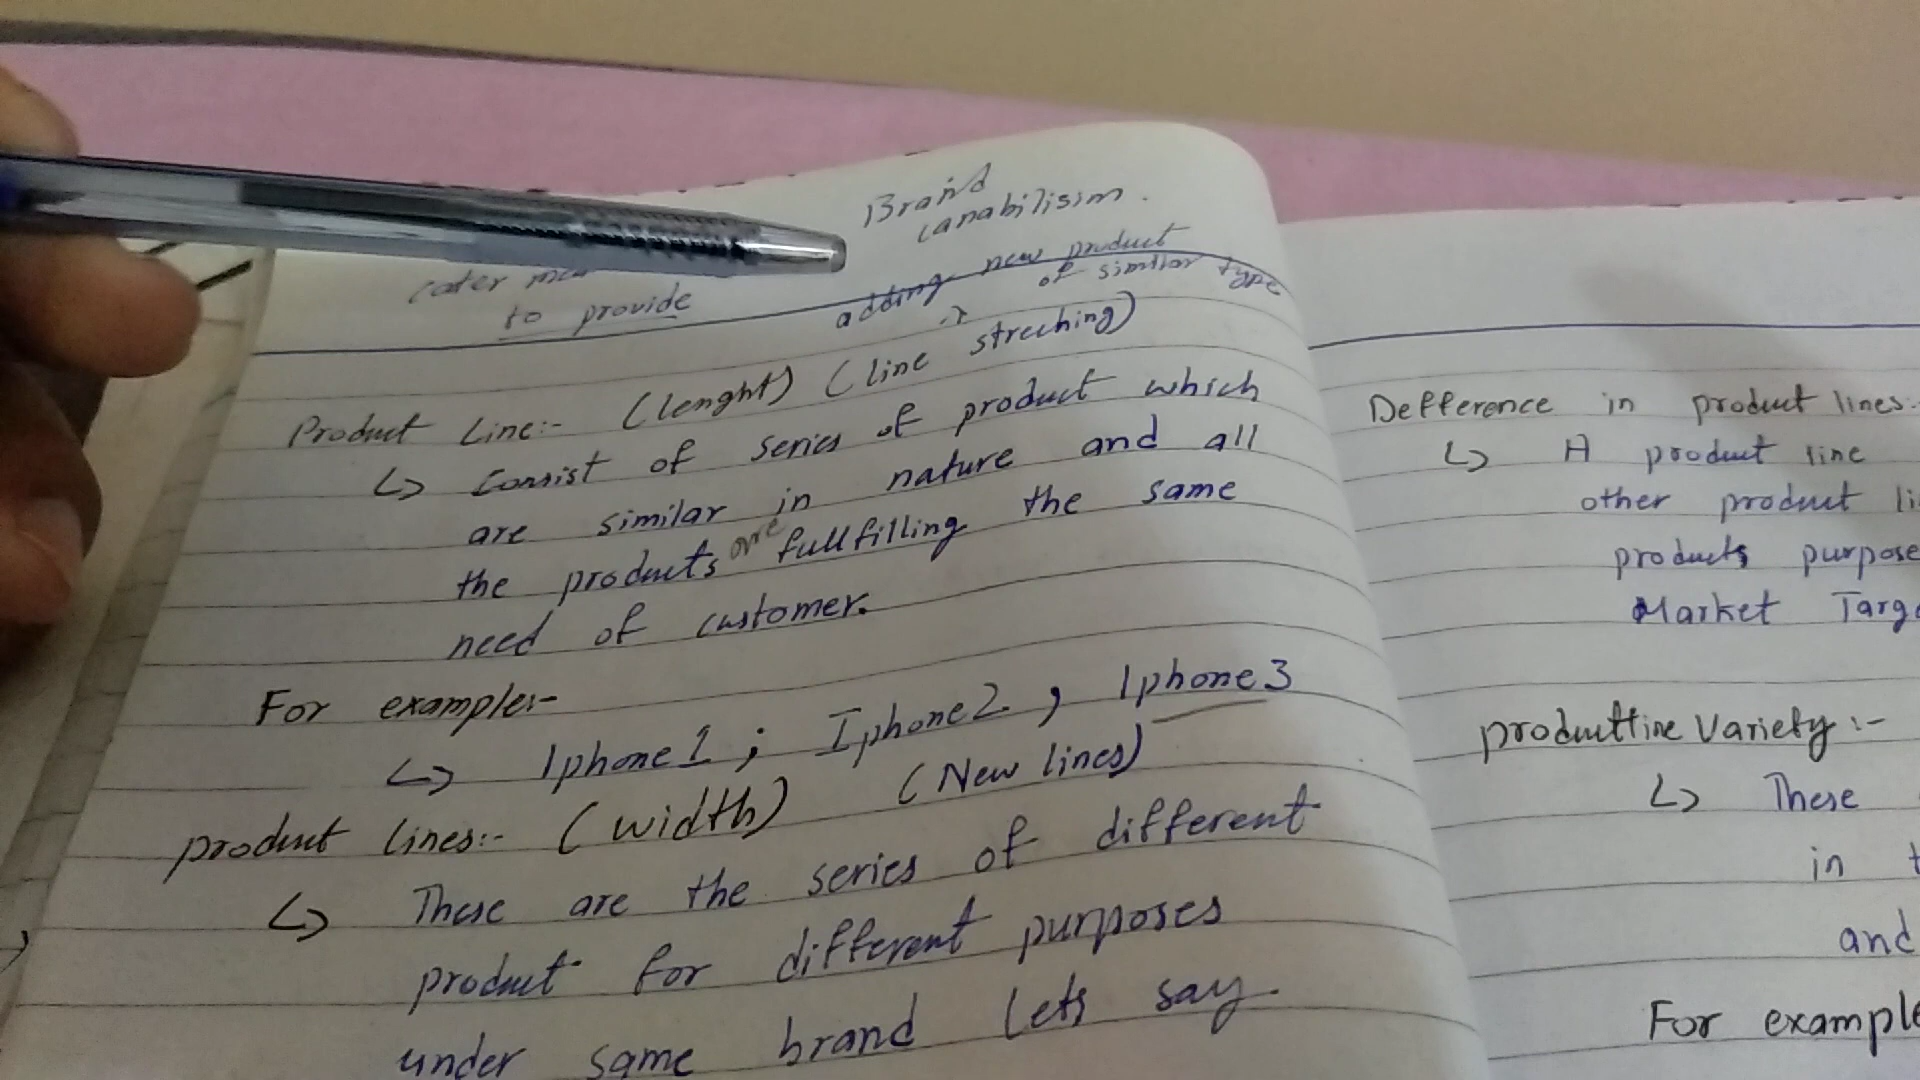 Brand
canabilisim.
cater
to provide
adding new product
of similar type
Product Line:- (lenght) (line streching)
↳ Consist of series of product which
are similar in nature and all
the products are fullfilling the same
need of customer.
For example:-
↳ Iphone 1 ; Iphone 2 , Iphone 3
product lines:- (width) (New lines)
↳ These are the series of different
product for different purposes
under same brand lets say.
Defference in product lines:-
↳ A product line
other product li
products purpose
Market Targe
productline Variety :-
↳ These
in t
and
For example